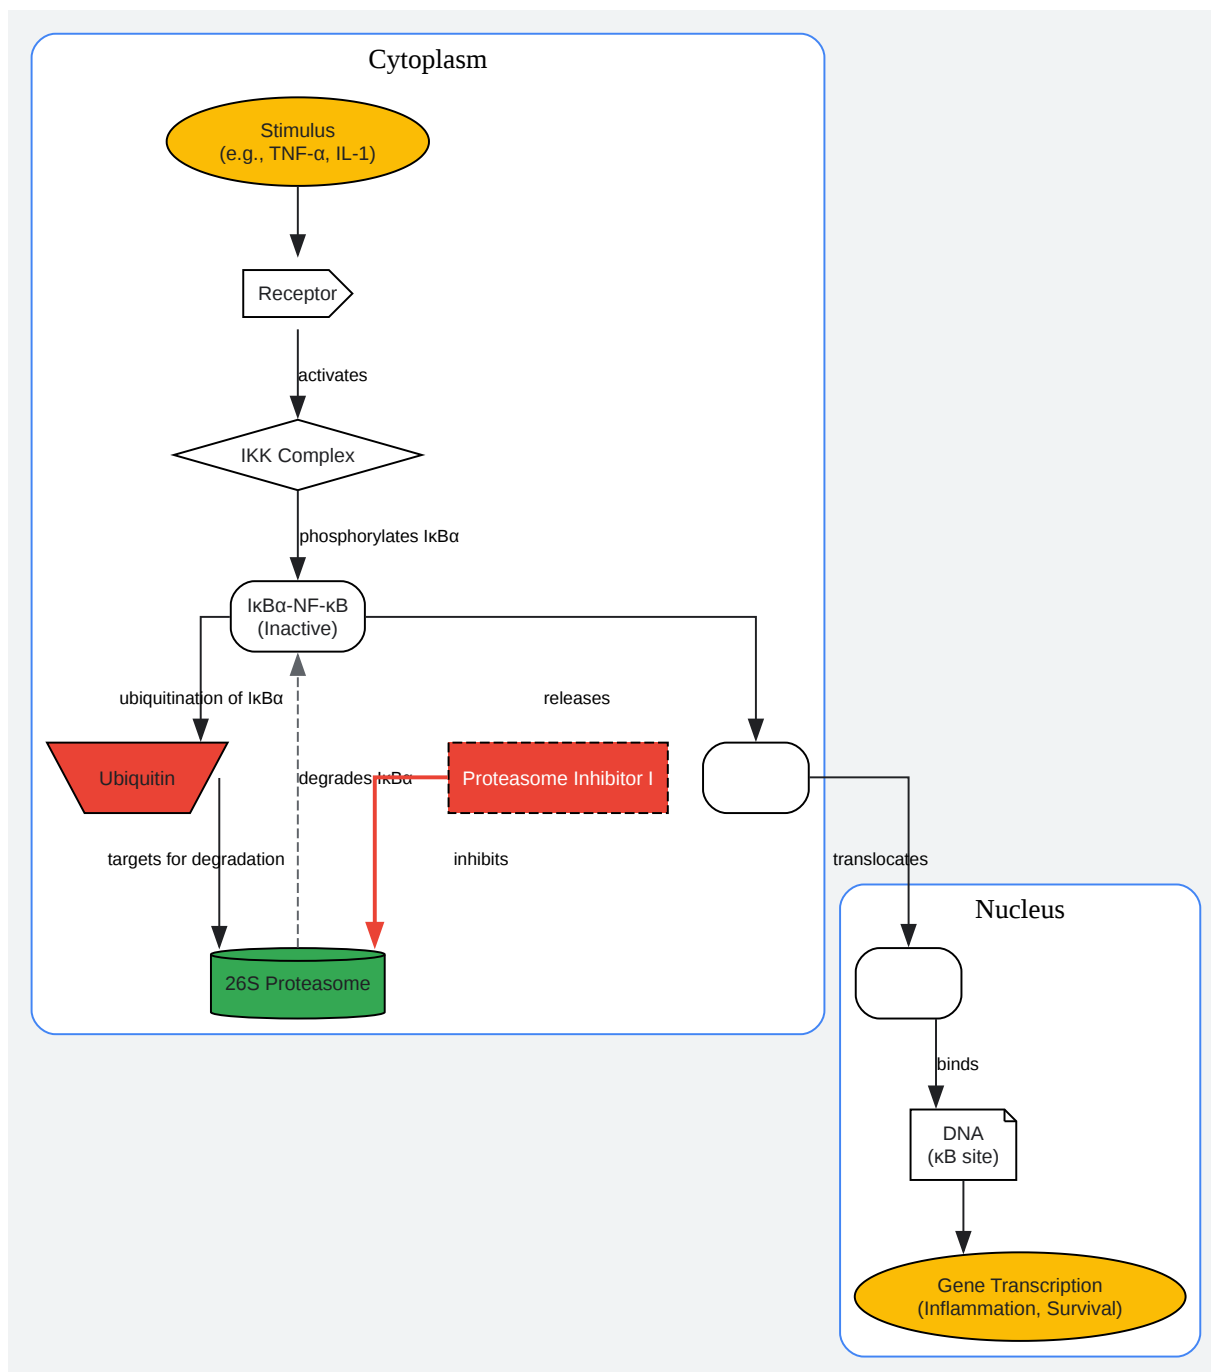 Cytoplasm
Stimulus
(e.g., TNF-α, IL-1)
Receptor
activates
IKK Complex
phosphorylates IκBα
IκBα-NF-κB
(Inactive)
ubiquitination of IκBα
releases
Ubiquitin
degrades IκBα
Proteasome Inhibitor I
targets for degradation
inhibits
translocates
Nucleus
26S Proteasome
binds
DNA
(κB site)
Gene Transcription
(Inflammation, Survival)